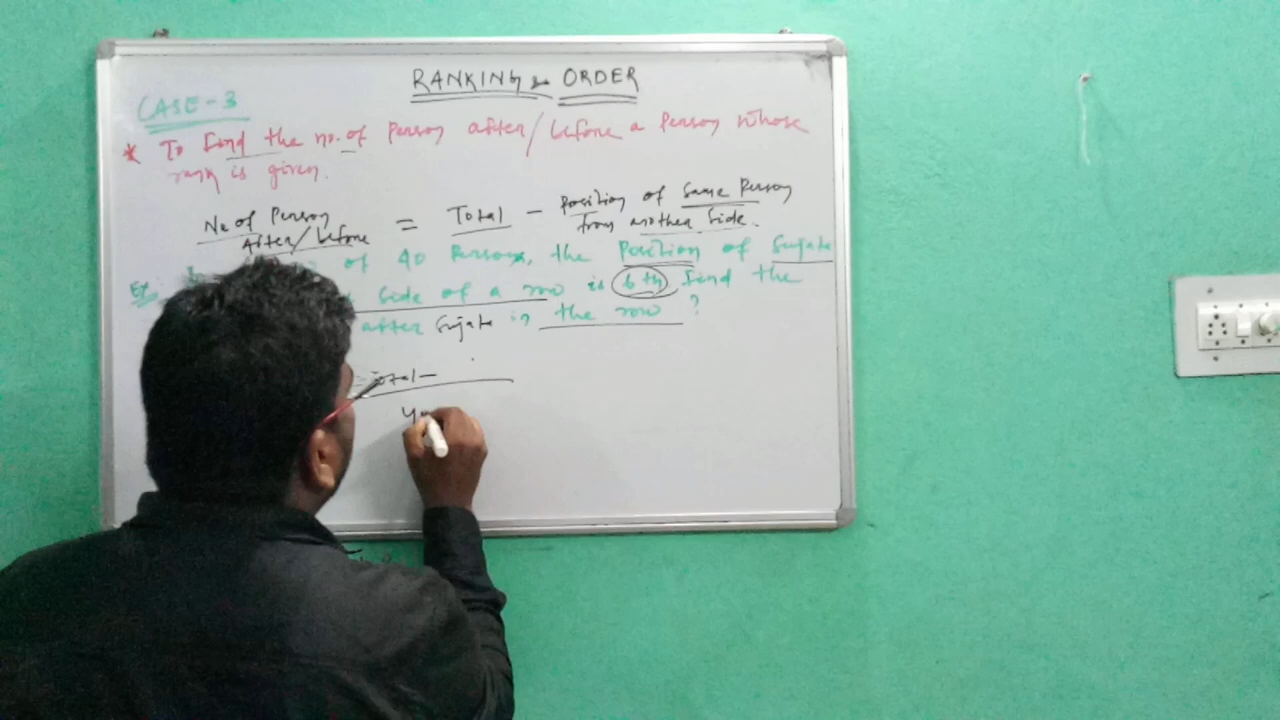 RANKING & ORDER
CASE-3
* To find the no. of Person after/before a Person whose
rank is given.
No of Person After/before = Total - Position of Same Person from another Side.
Ex. of 40 Persons, the Position of Sujata
side of a row is 6th find the
after Sujata in the row ?
Total -